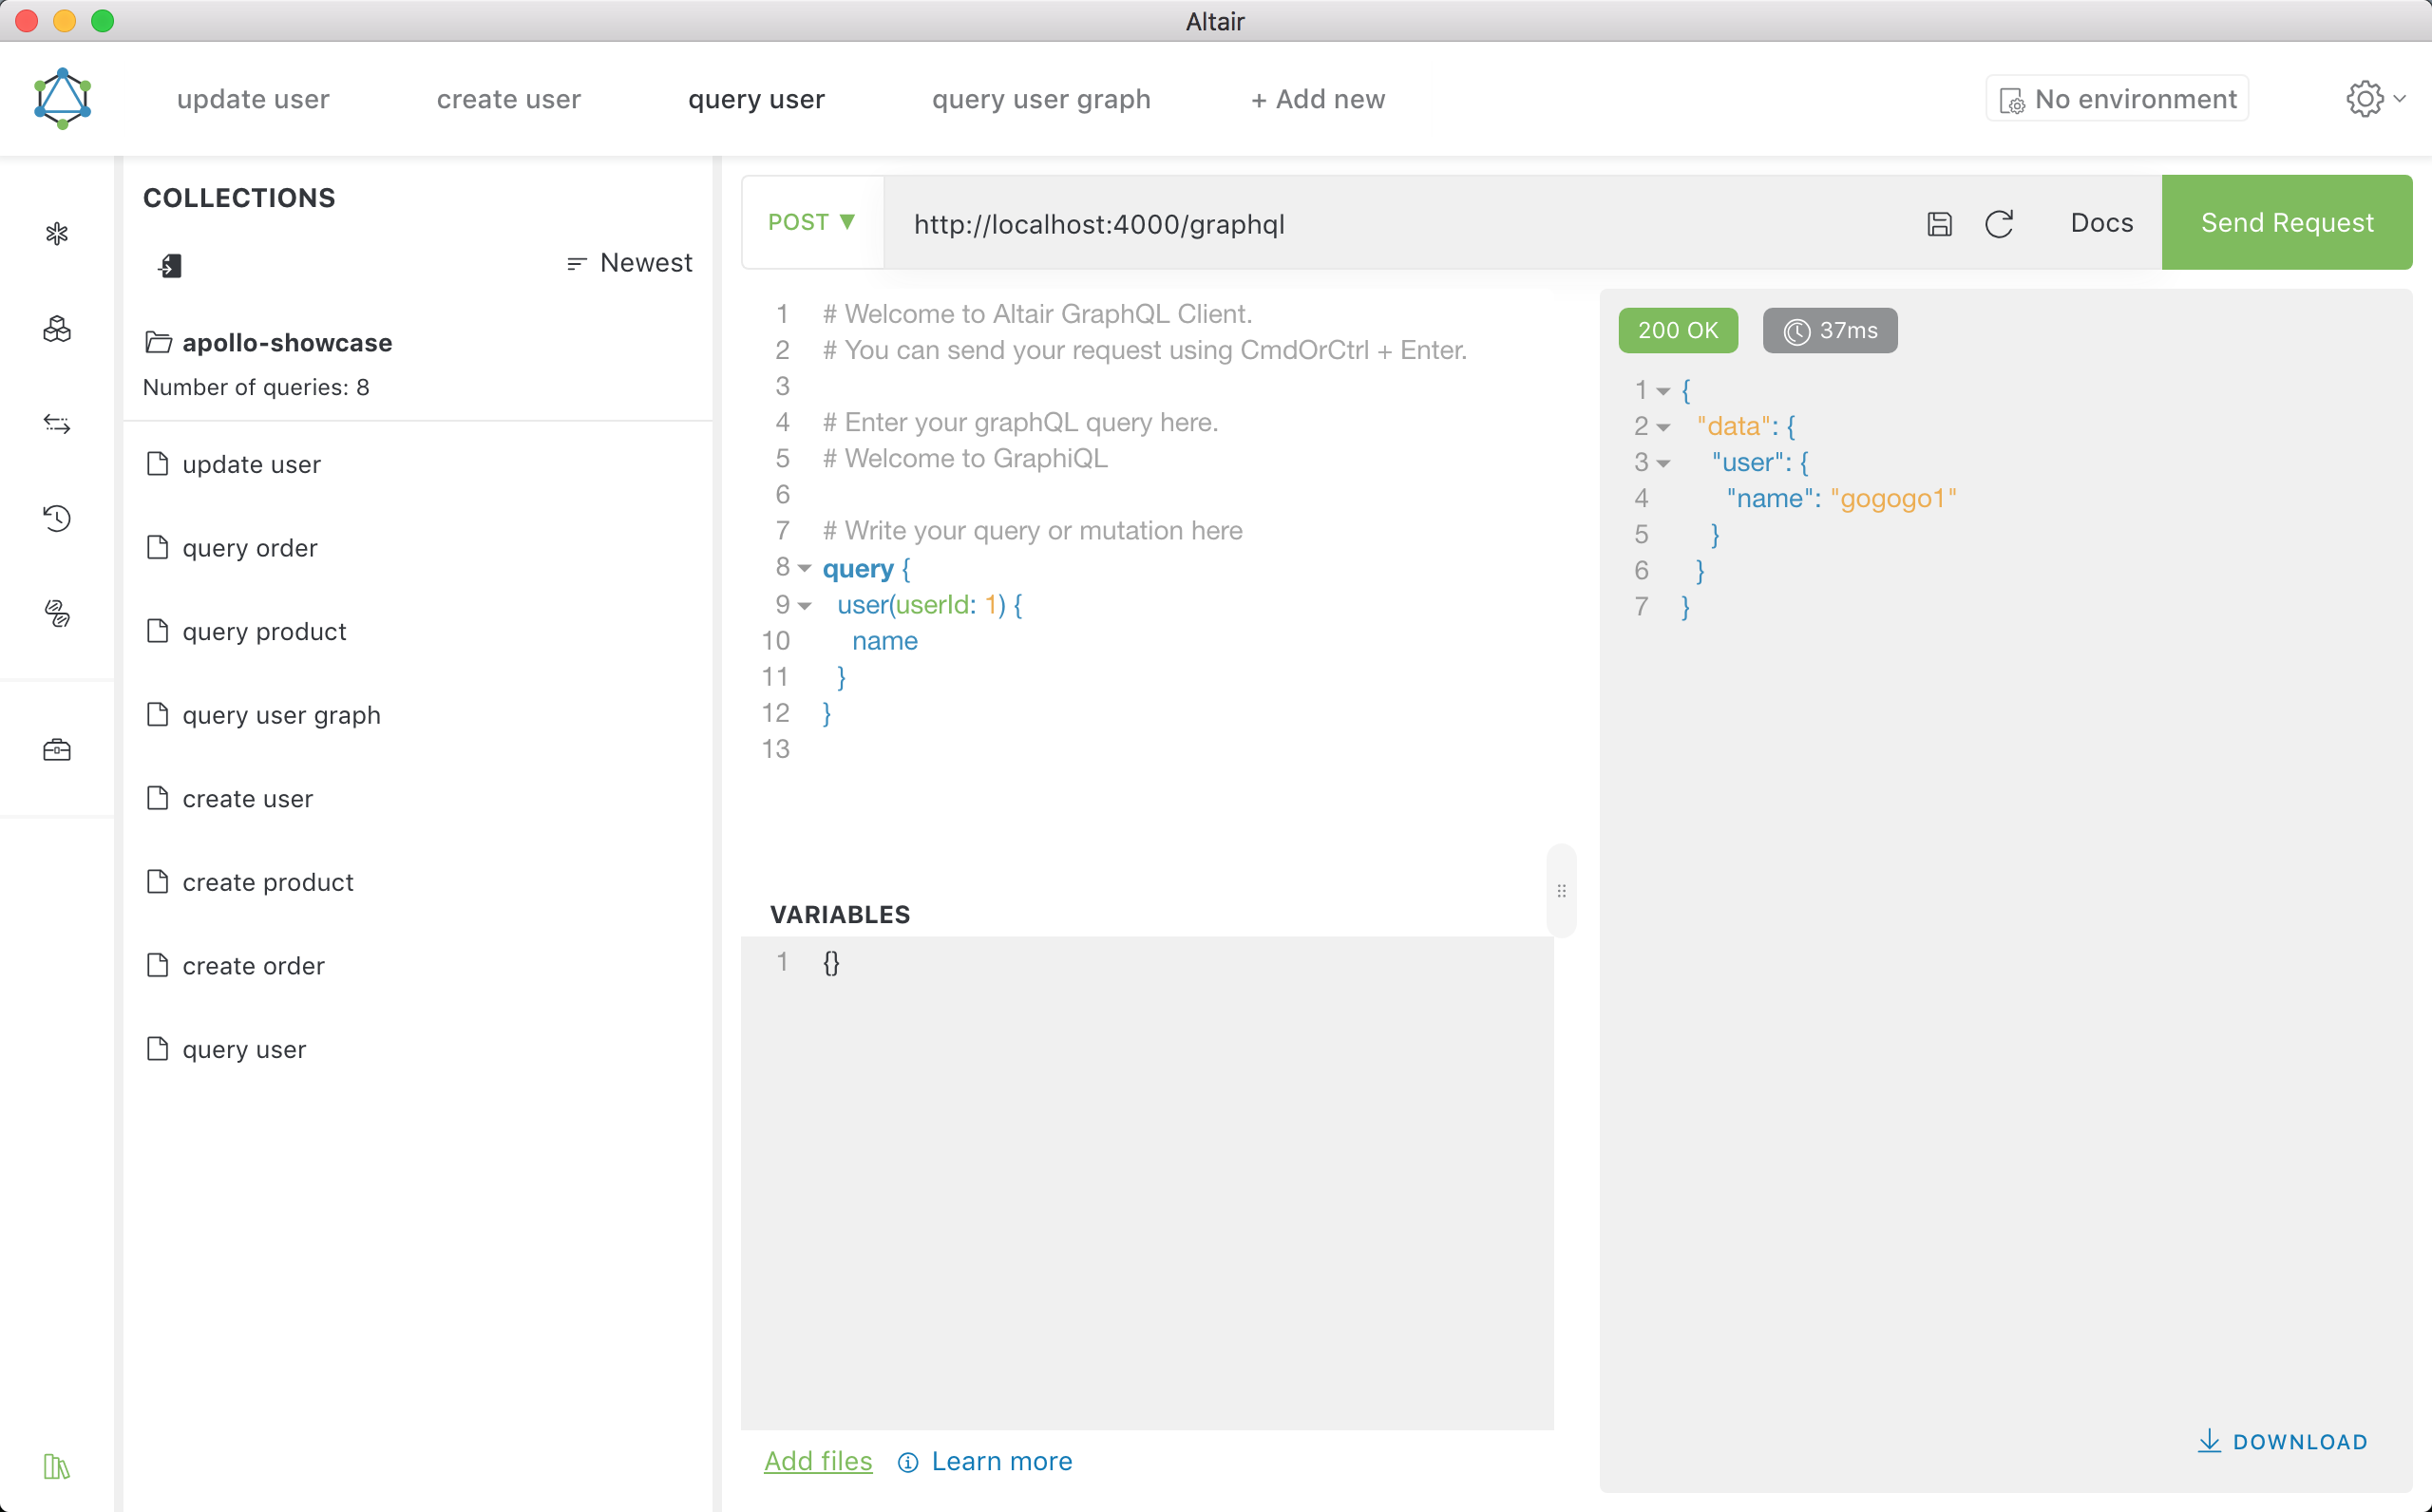 Altair
update user
create user
query user
query user graph
+ Add new
No environment
COLLECTIONS
Newest
apollo-showcase
Number of queries: 8
update user
query order
query product
query user graph
create user
create product
create order
query user
POST ▼
http://localhost:4000/graphql
Docs
Send Request
1 # Welcome to Altair GraphQL Client.
2 # You can send your request using CmdOrCtrl + Enter.
3
4 # Enter your graphQL query here.
5 # Welcome to GraphiQL
6
7 # Write your query or mutation here
8 query {
9 user(userId: 1) {
10 name
11 }
12 }
13
VARIABLES
1 {}
Add files
Learn more
200 OK
37ms
1 {
2 "data": {
3 "user": {
4 "name": "gogogo1"
5 }
6 }
7 }
DOWNLOAD